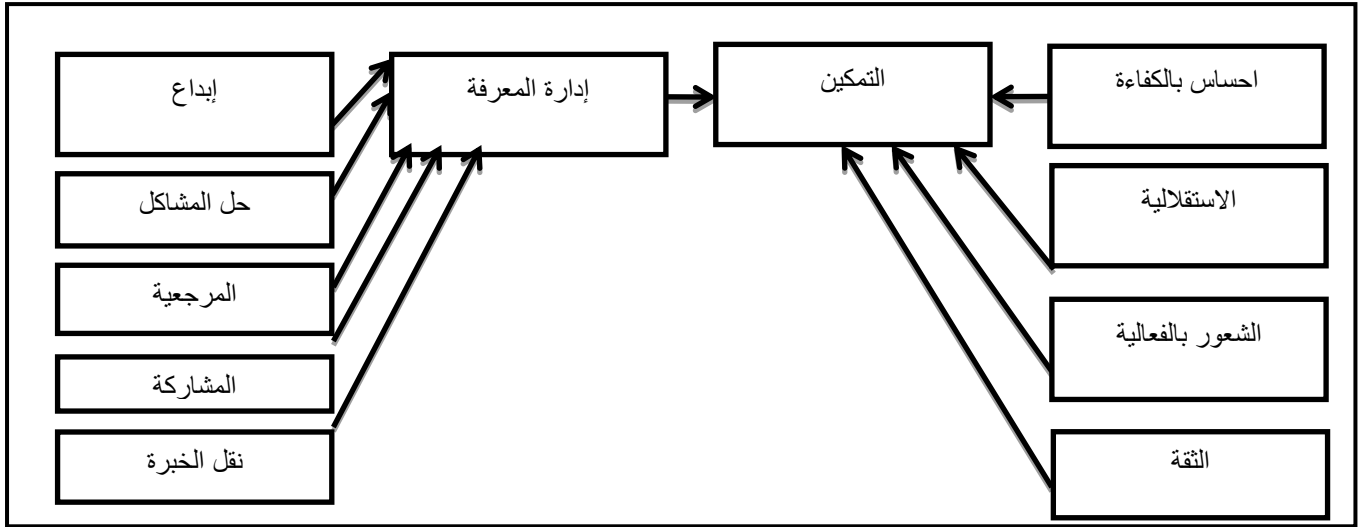 إبداع
حل المشاكل
المرجعية
المشاركة
نقل الخبرة
إدارة المعرفة
التمكين
احساس بالكفاءة
الاستقلالية
الشعور بالفعالية
الثقة